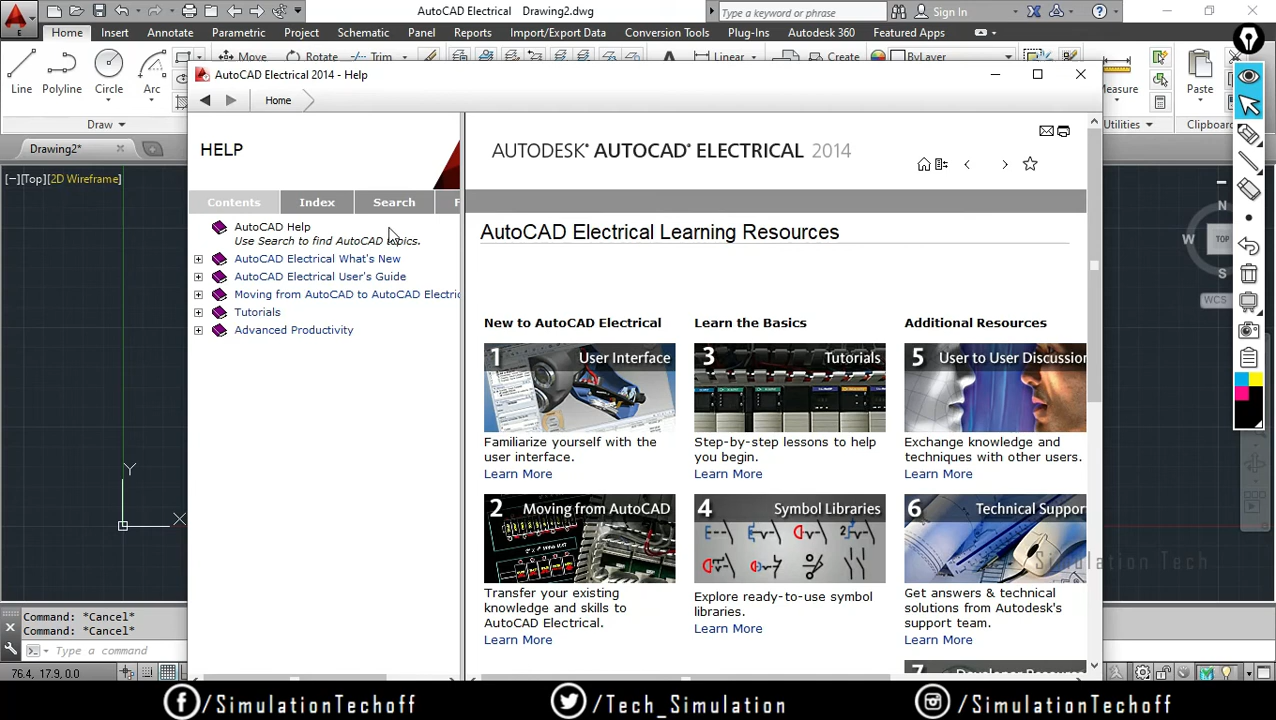 AutoCAD Electrical Drawing2.dwg
Type a keyword or phrase
Sign In
Home Insert Annotate Parametric Project Schematic Panel Reports Import/Export Data Conversion Tools Plug-Ins Autodesk 360 Featured Apps
Line
Polyline
Circle
Arc
Move
Rotate
Trim
Linear
ByLayer
Paste
Draw
Utilities
Drawing2*
[−][Top][2D Wireframe]
AutoCAD Electrical 2014 - Help
Home
HELP
Contents
Index
Search
F
AutoCAD Help
Use Search to find AutoCAD topics.
AutoCAD Electrical What's New
AutoCAD Electrical User's Guide
Moving from AutoCAD to AutoCAD Electric
Tutorials
Advanced Productivity
AUTODESK® AUTOCAD® ELECTRICAL 2014
AutoCAD Electrical Learning Resources
New to AutoCAD Electrical
1 User Interface
Familiarize yourself with the
user interface.
Learn More
2 Moving from AutoCAD
Transfer your existing
knowledge and skills to
AutoCAD Electrical.
Learn More
Learn the Basics
3 Tutorials
Step-by-step lessons to help
you begin.
Learn More
4 Symbol Libraries
Explore ready-to-use symbol
libraries.
Learn More
Additional Resources
5 User to User Discussion
Exchange knowledge and
techniques with other users.
Learn More
6 Technical Suppor
Get answers & technical
solutions from Autodesk's
support team.
Learn More
N
W TOP
S
WCS
/Simulation Tech
Y
X
Command: *Cancel*
Command: *Cancel*
Type a command
76.4, 17.9, 0.0
/SimulationTechoff
/Tech_Simulation
/SimulationTechoff